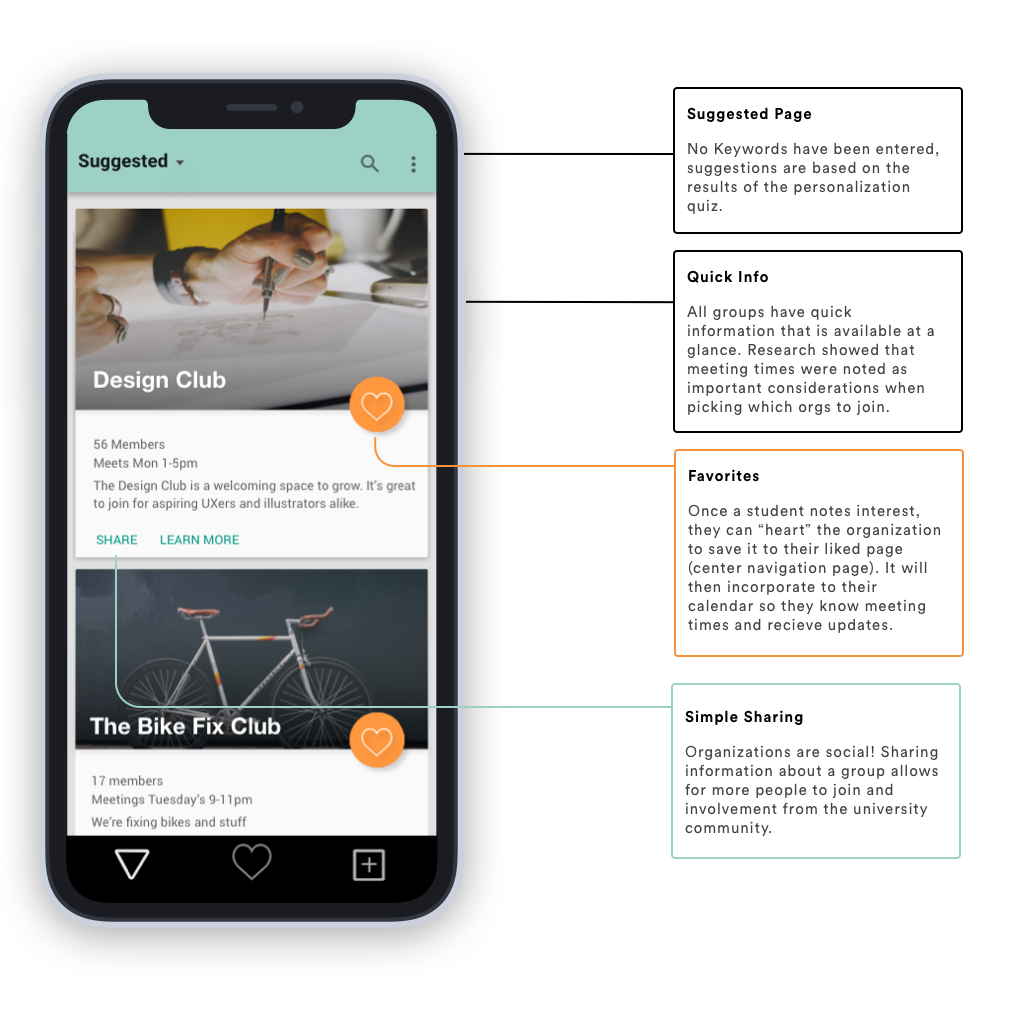 Suggested
Design Club
56 Members
Meets Mon 1-5pm
The Design Club is a welcoming space to grow. It's great
to join for aspiring UXers and illustrators alike.
SHARE LEARN MORE
The Bike Fix Club
17 members
Meetings Tuesday's 9-11pm
We're fixing bikes and stuff
Suggested Page
No Keywords have been entered,
suggestions are based on the
results of the personalization
quiz.
Quick Info
All groups have quick
information that is available at a
glance. Research showed that
meeting times were noted as
important considerations when
picking which orgs to join.
Favorites
Once a student notes interest,
they can “heart” the organization
to save it to their liked page
(center navigation page). It will
then incorporate to their
calendar so they know meeting
times and recieve updates.
Simple Sharing
Organizations are social! Sharing
information about a group allows
for more people to join and
involvement from the university
community.